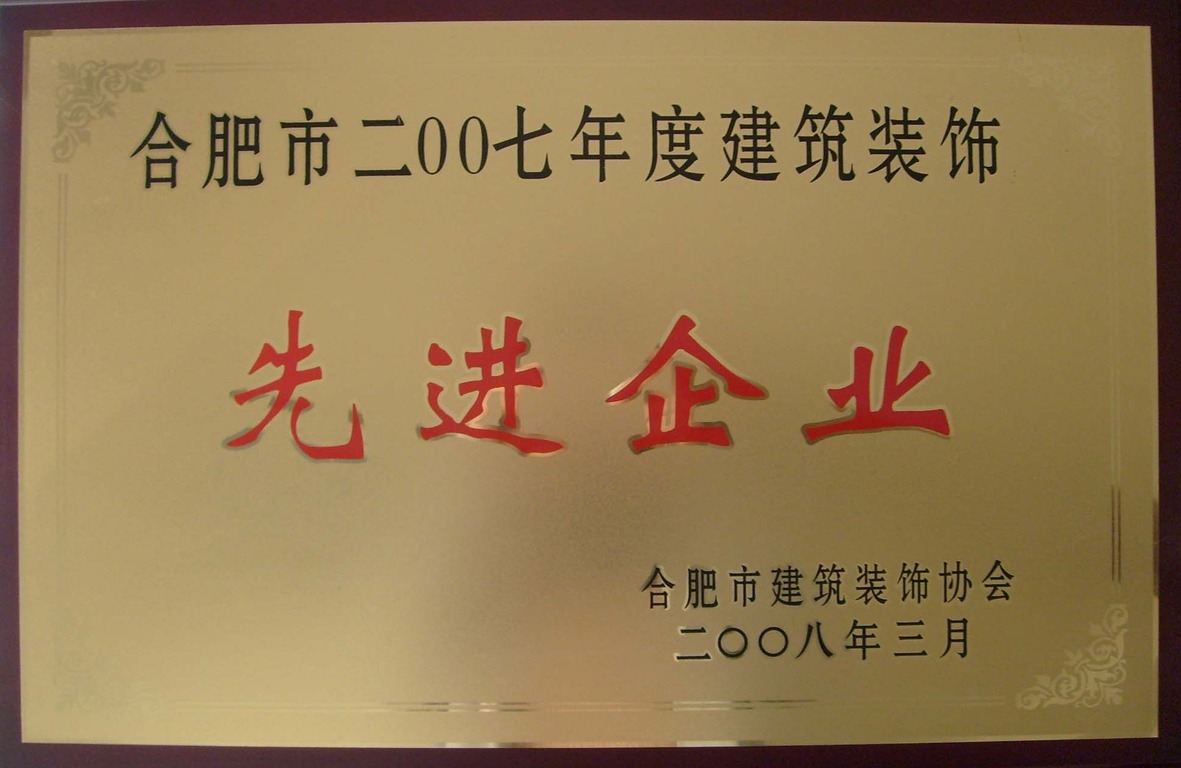 合肥市二00七年度建筑装饰
先进企业
合肥市建筑装饰协会
二〇〇八年三月